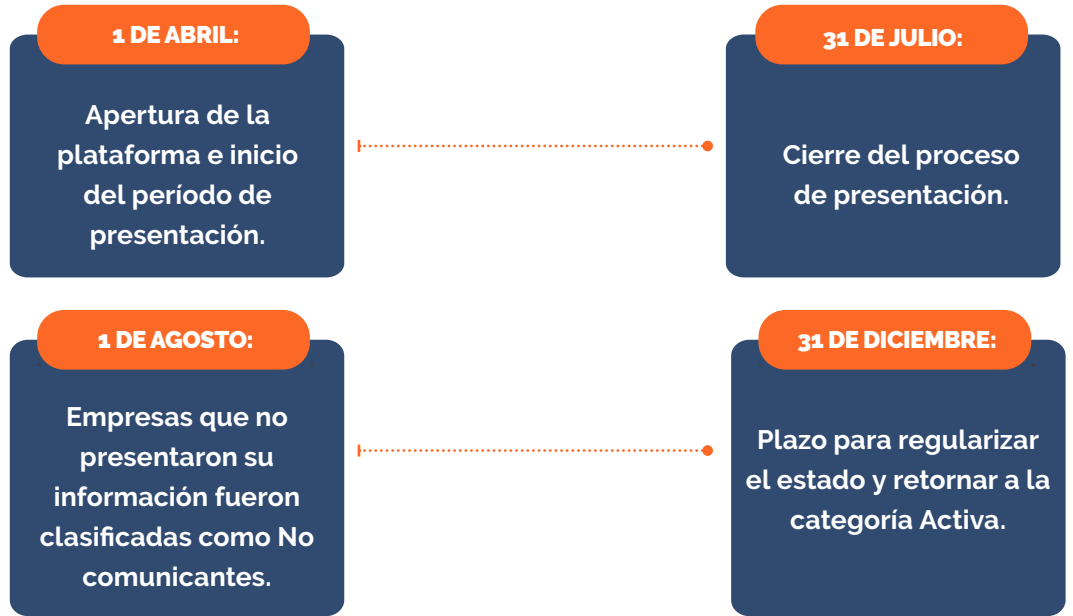 1 DE ABRIL:
Apertura de la
plataforma e inicio
del período de
presentación.
31 DE JULIO:
Cierre del proceso
de presentación.
1 DE AGOSTO:
Empresas que no
presentaron su
información fueron
clasificadas como No
comunicantes.
31 DE DICIEMBRE:
Plazo para regularizar
el estado y retornar a la
categoría Activa.